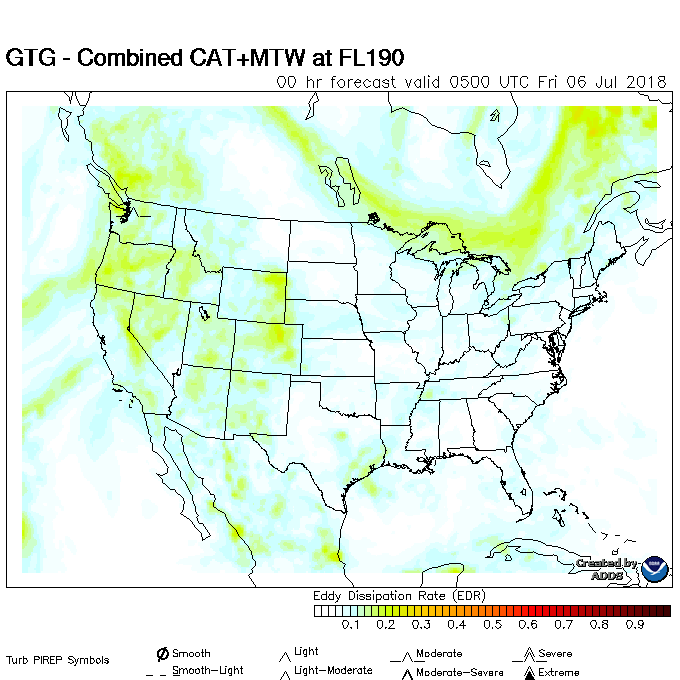 GTG - Combined CAT+MTW at FL190
00 hr forecast valid 0500 UTC Fri 06 Jul 2018
Created by
ADDS
Eddy Dissipation Rate (EDR)
0.1 0.2 0.3 0.4 0.5 0.6 0.7 0.8 0.9
Turb PIREP Symbols
Smooth Light Moderate Severe
Smooth-Light Light-Moderate Moderate-Severe Extreme